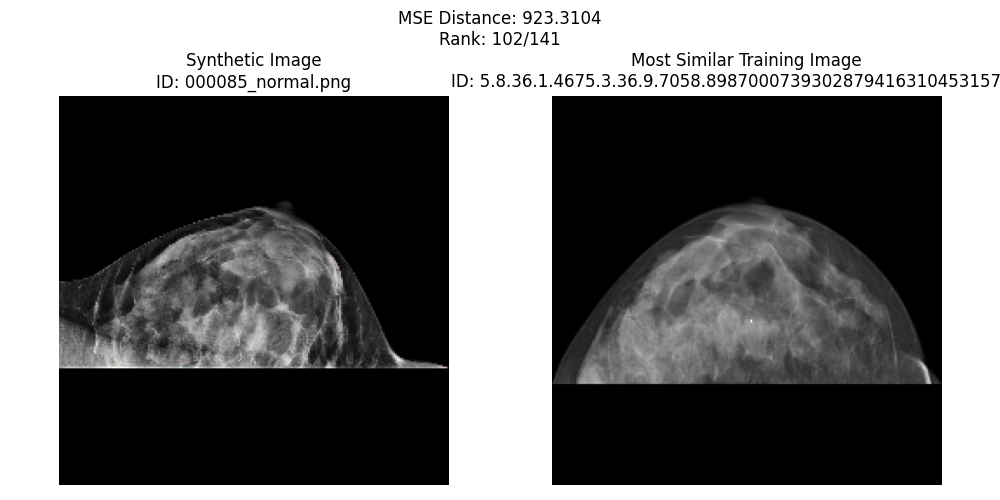 MSE Distance: 923.3104
Rank: 102/141
Synthetic Image
ID: 000085_normal.png
Most Similar Training Image
ID: 5.8.36.1.4675.3.36.9.7058.89870007393028794163104531​57